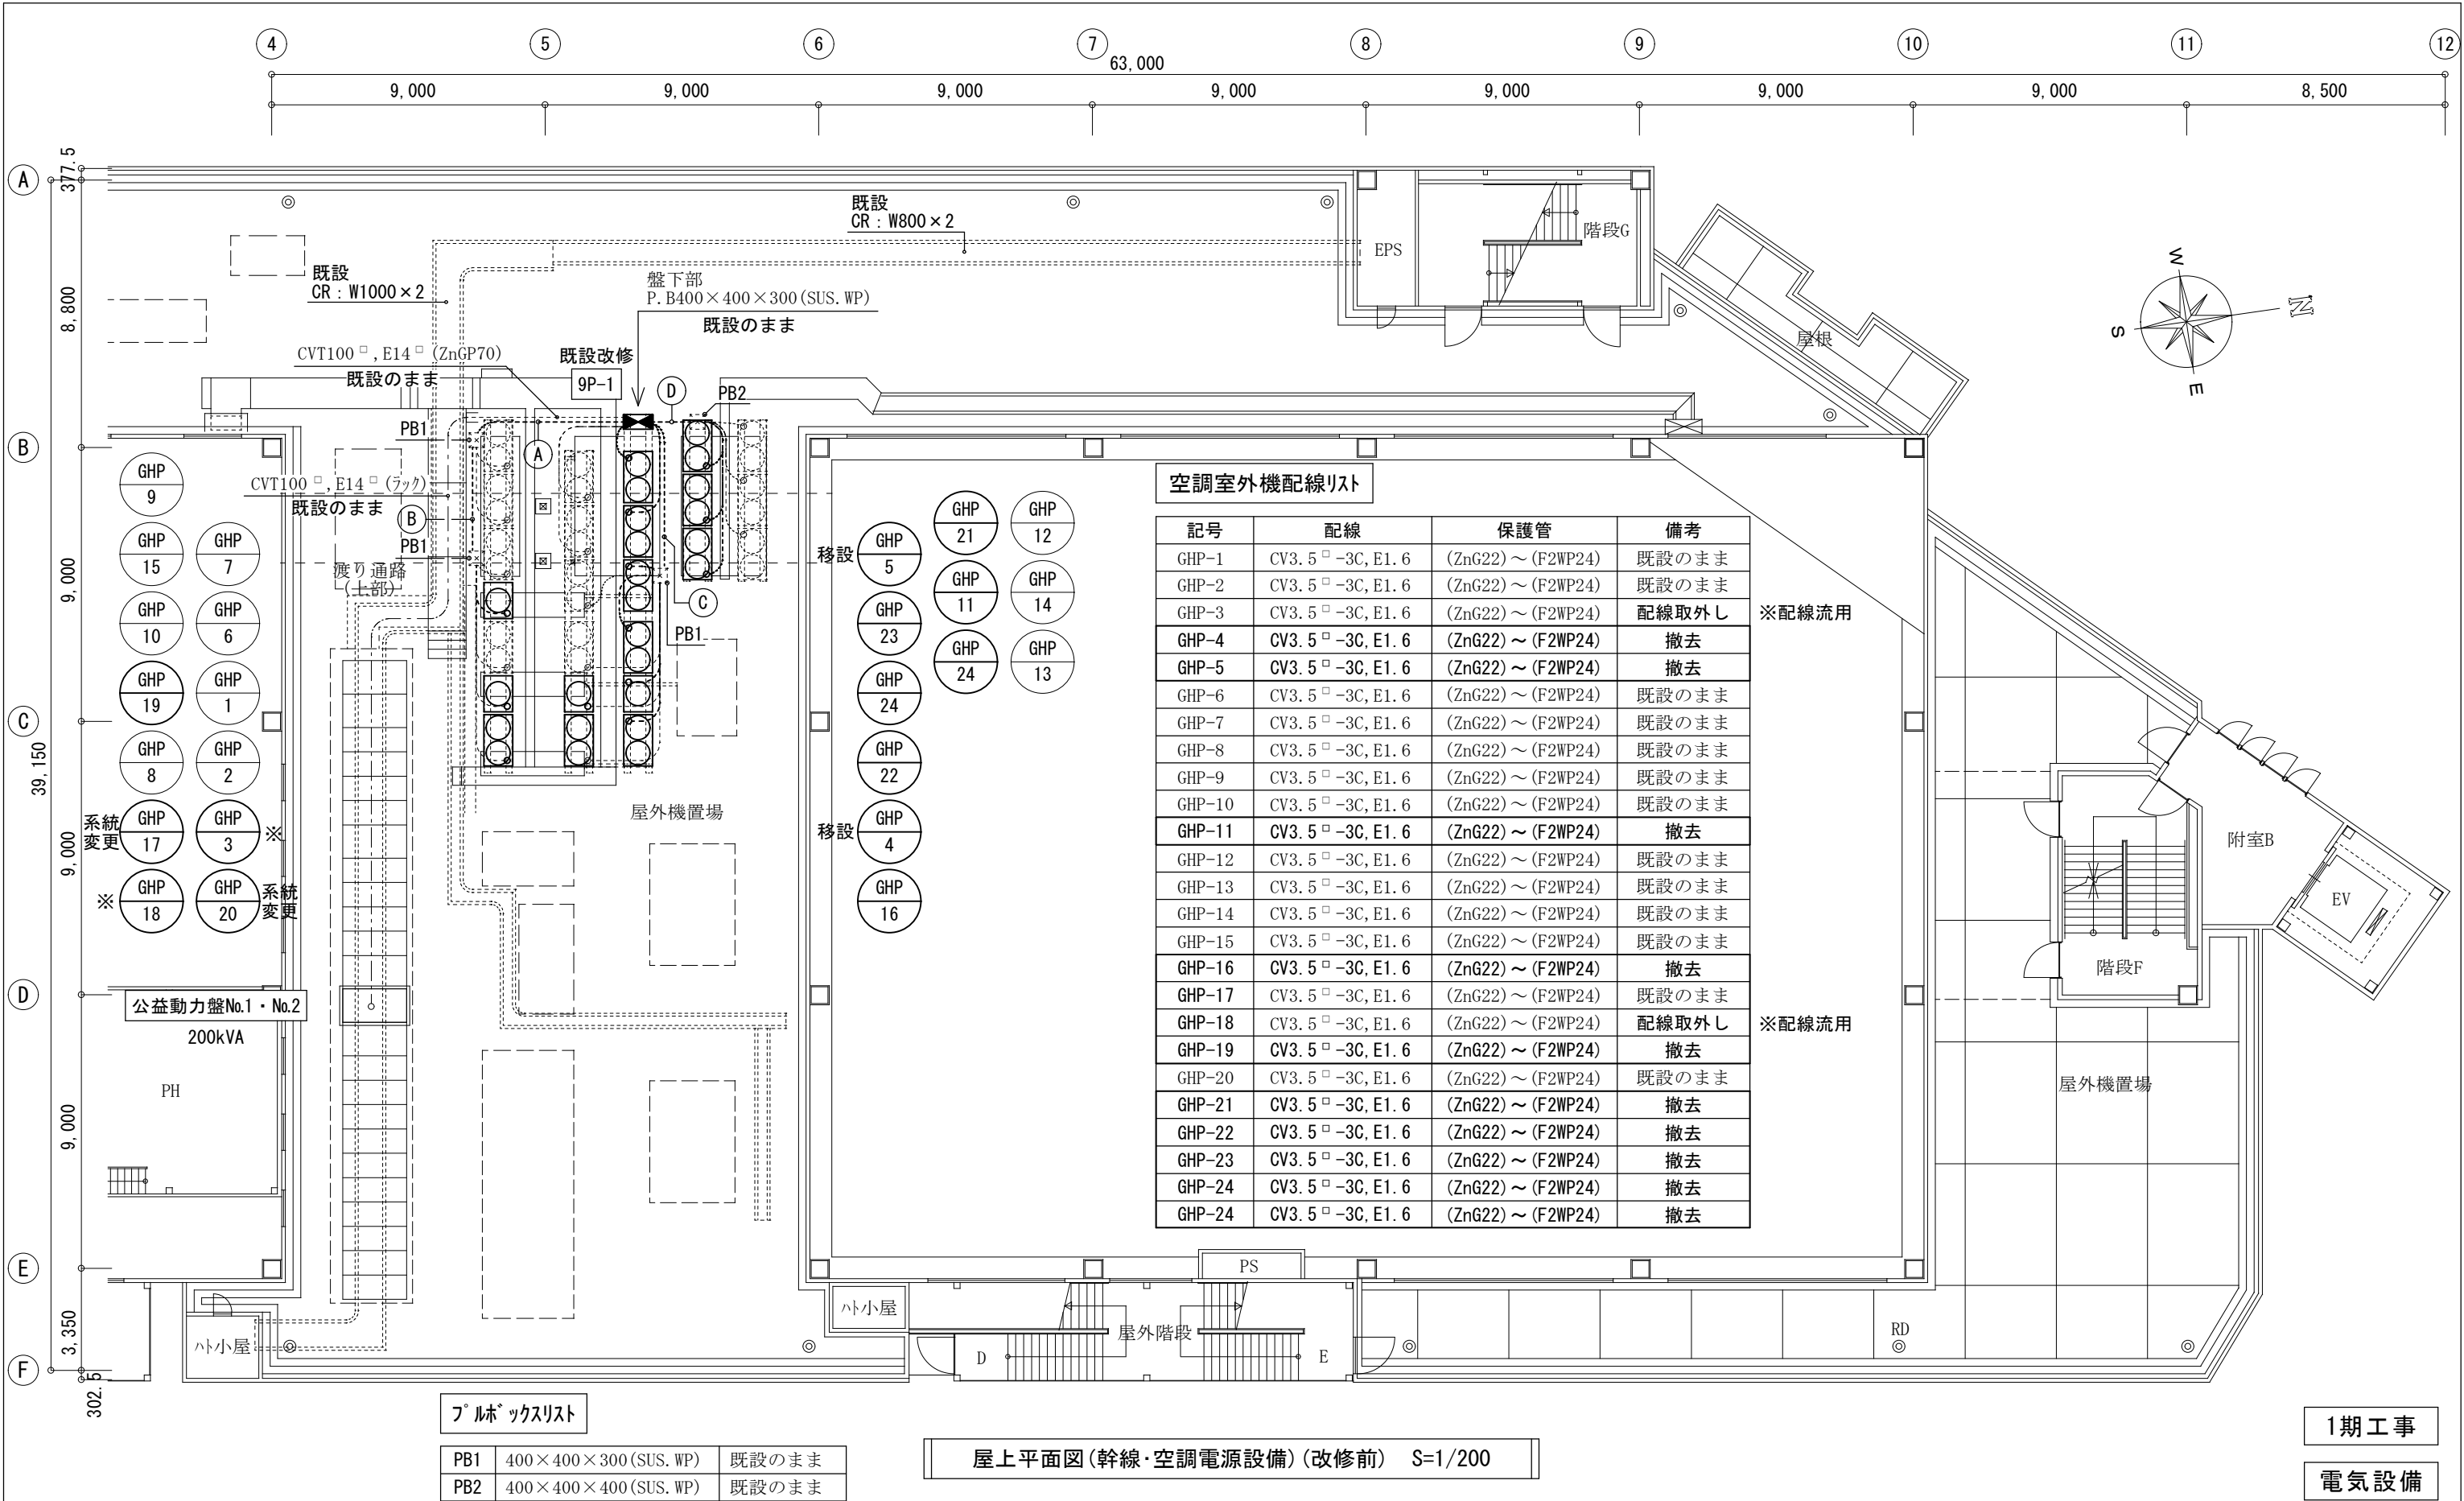 4 5 6 7 8 9 10 11 12
63,000
9,000 9,000 9,000 9,000 9,000 9,000 9,000 8,500
A
B
C
D
E
F
377.5
8,800
9,000
9,000
9,000
3,350
302.5
39,150
既設
CR：W800×2
既設
CR：W1000×2
盤下部
P.B400×400×300(SUS.WP)
既設のまま
CVT100□,E14□(ZnGP70)
既設のまま
既設改修
9P-1
D
PB2
PB1
A
CVT100□,E14□(ラック)
既設のまま
B
PB1
C
PB1
渡り通路
(上部)
EPS
階段G
屋根
W
N
S
E
GHP 9
GHP 15
GHP 7
GHP 10
GHP 6
GHP 19
GHP 1
GHP 8
GHP 2
系統変更
GHP 17
GHP 3
※
※
GHP 18
GHP 20
系統変更
移設
GHP 5
GHP 23
GHP 24
GHP 22
移設
GHP 4
GHP 16
GHP 21
GHP 12
GHP 11
GHP 14
GHP 24
GHP 13
公益動力盤No.1・No.2
200kVA
PH
屋外機置場
空調室外機配線リスト
記号 配線 保護管 備考
GHP-1 CV3.5□-3C,E1.6 (ZnG22)～(F2WP24) 既設のまま
GHP-2 CV3.5□-3C,E1.6 (ZnG22)～(F2WP24) 既設のまま
GHP-3 CV3.5□-3C,E1.6 (ZnG22)～(F2WP24) 配線取外し ※配線流用
GHP-4 CV3.5□-3C,E1.6 (ZnG22)～(F2WP24) 撤去
GHP-5 CV3.5□-3C,E1.6 (ZnG22)～(F2WP24) 撤去
GHP-6 CV3.5□-3C,E1.6 (ZnG22)～(F2WP24) 既設のまま
GHP-7 CV3.5□-3C,E1.6 (ZnG22)～(F2WP24) 既設のまま
GHP-8 CV3.5□-3C,E1.6 (ZnG22)～(F2WP24) 既設のまま
GHP-9 CV3.5□-3C,E1.6 (ZnG22)～(F2WP24) 既設のまま
GHP-10 CV3.5□-3C,E1.6 (ZnG22)～(F2WP24) 既設のまま
GHP-11 CV3.5□-3C,E1.6 (ZnG22)～(F2WP24) 撤去
GHP-12 CV3.5□-3C,E1.6 (ZnG22)～(F2WP24) 既設のまま
GHP-13 CV3.5□-3C,E1.6 (ZnG22)～(F2WP24) 既設のまま
GHP-14 CV3.5□-3C,E1.6 (ZnG22)～(F2WP24) 既設のまま
GHP-15 CV3.5□-3C,E1.6 (ZnG22)～(F2WP24) 既設のまま
GHP-16 CV3.5□-3C,E1.6 (ZnG22)～(F2WP24) 撤去
GHP-17 CV3.5□-3C,E1.6 (ZnG22)～(F2WP24) 既設のまま
GHP-18 CV3.5□-3C,E1.6 (ZnG22)～(F2WP24) 配線取外し ※配線流用
GHP-19 CV3.5□-3C,E1.6 (ZnG22)～(F2WP24) 撤去
GHP-20 CV3.5□-3C,E1.6 (ZnG22)～(F2WP24) 既設のまま
GHP-21 CV3.5□-3C,E1.6 (ZnG22)～(F2WP24) 撤去
GHP-22 CV3.5□-3C,E1.6 (ZnG22)～(F2WP24) 撤去
GHP-23 CV3.5□-3C,E1.6 (ZnG22)～(F2WP24) 撤去
GHP-24 CV3.5□-3C,E1.6 (ZnG22)～(F2WP24) 撤去
GHP-24 CV3.5□-3C,E1.6 (ZnG22)～(F2WP24) 撤去
附室B
EV
階段F
屋外機置場
RD
PS
ﾊﾄ小屋
ﾊﾄ小屋
屋外階段
D
E
ﾌﾟﾙﾎﾞｯｸｽﾘｽﾄ
PB1 400×400×300(SUS.WP) 既設のまま
PB2 400×400×400(SUS.WP) 既設のまま
屋上平面図(幹線･空調電源設備)(改修前) S=1/200
1期工事
電気設備